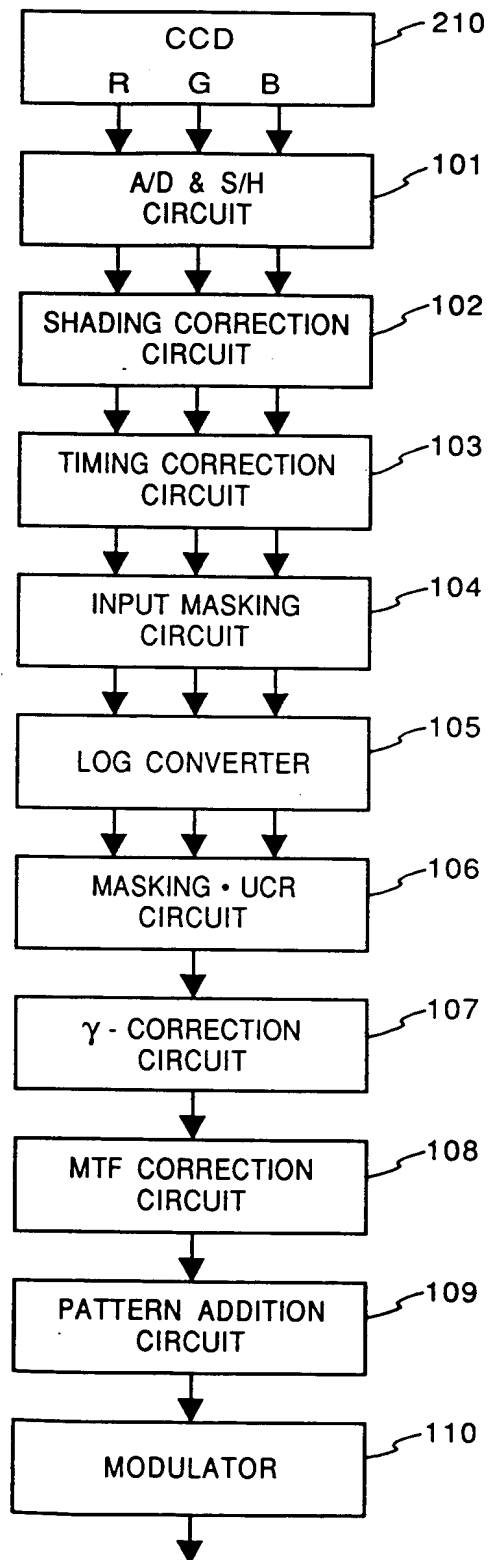 CCD
210
R G B
A/D & S/H
CIRCUIT
101
SHADING CORRECTION
CIRCUIT
102
TIMING CORRECTION
CIRCUIT
103
INPUT MASKING
CIRCUIT
104
LOG CONVERTER
105
MASKING • UCR
CIRCUIT
106
γ - CORRECTION
CIRCUIT
107
MTF CORRECTION
CIRCUIT
108
PATTERN ADDITION
CIRCUIT
109
MODULATOR
110